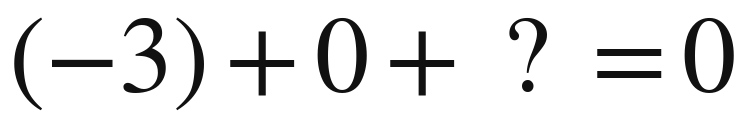 (−3) + 0 + ? = 0